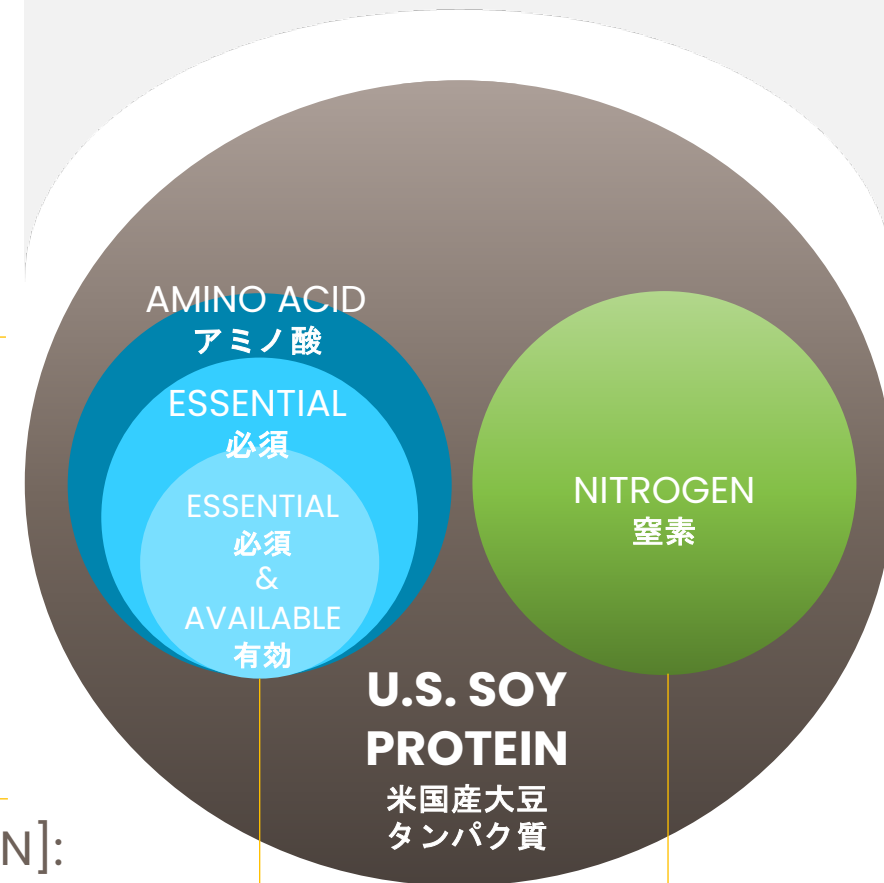 AMINO ACID
アミノ酸
ESSENTIAL
必須
ESSENTIAL
必須
&
AVAILABLE
有効
NITROGEN
窒素
U.S. SOY
PROTEIN
米国産大豆
タンパク質
N]: